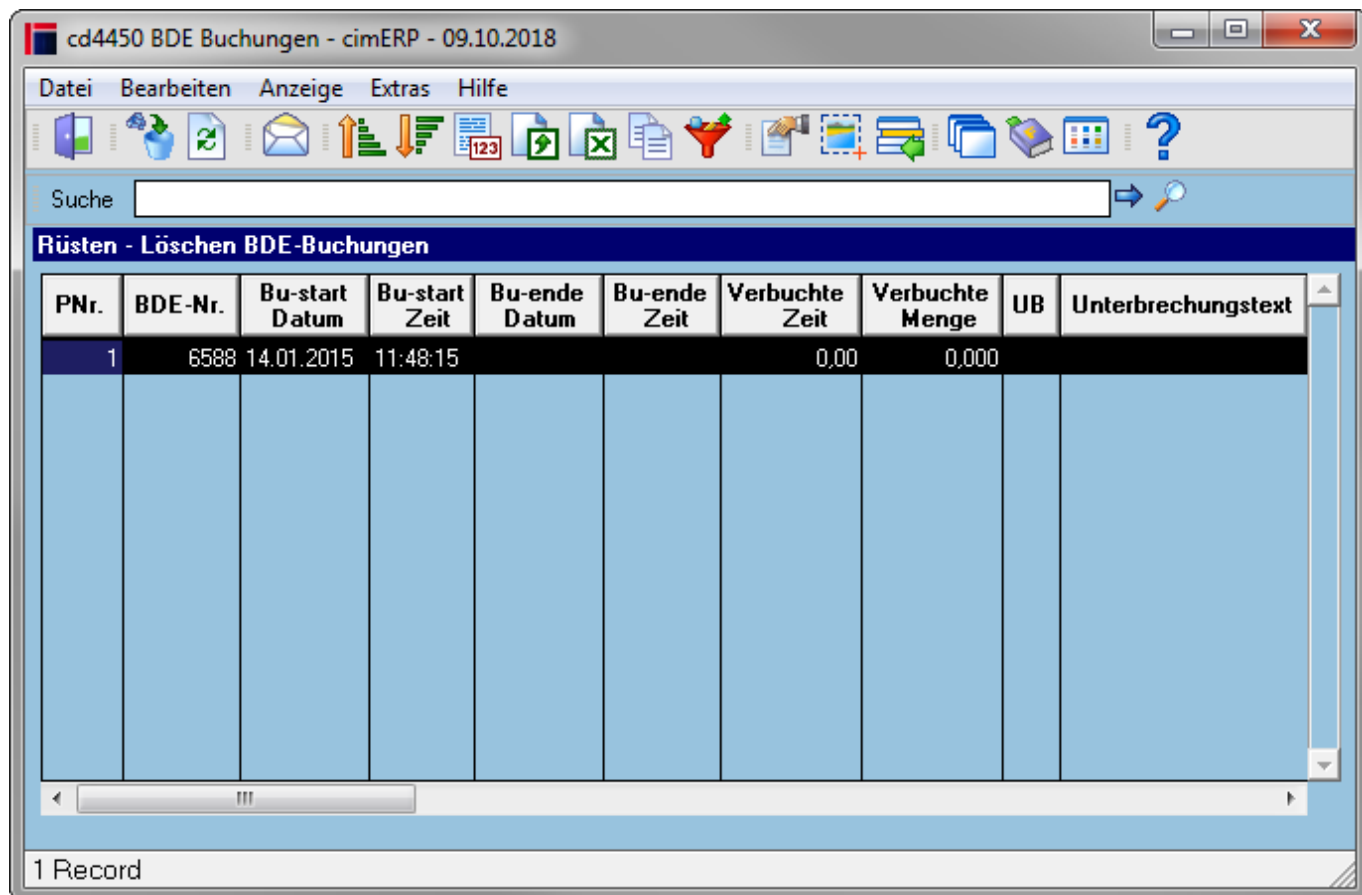 cd4450 BDE Buchungen - cimERP - 09.10.2018
Datei Bearbeiten Anzeige Extras Hilfe
123
Suche
Rüsten - Löschen BDE-Buchungen
PNr. BDE-Nr. Bu-start Datum Bu-start Zeit Bu-ende Datum Bu-ende Zeit Verbuchte Zeit Verbuchte Menge UB Unterbrechungstext
1 6588 14.01.2015 11:48:15 0,00 0,000
1 Record